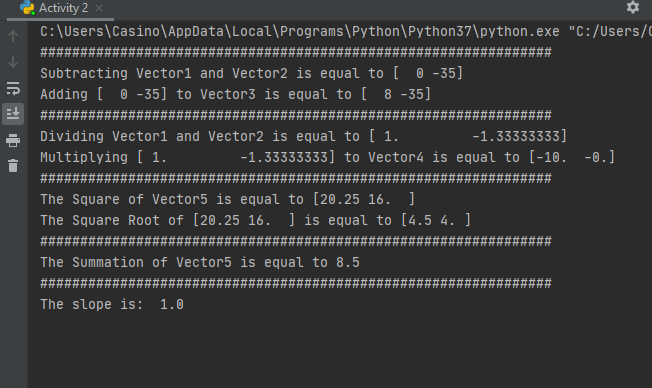 Activity 2
C:\Users\Casino\AppData\Local\Programs\Python\Python37\python.exe "C:/Users/
################################################################
Subtracting Vector1 and Vector2 is equal to [  0 -35]
Adding [  0 -35] to Vector3 is equal to [  8 -35]
################################################################
Dividing Vector1 and Vector2 is equal to [ 1.         -1.33333333]
Multiplying [ 1.         -1.33333333] to Vector4 is equal to [-10.  -0.]
################################################################
The Square of Vector5 is equal to [20.25 16.  ]
The Square Root of [20.25 16.  ] is equal to [4.5 4. ]
################################################################
The Summation of Vector5 is equal to 8.5
################################################################
The slope is:  1.0